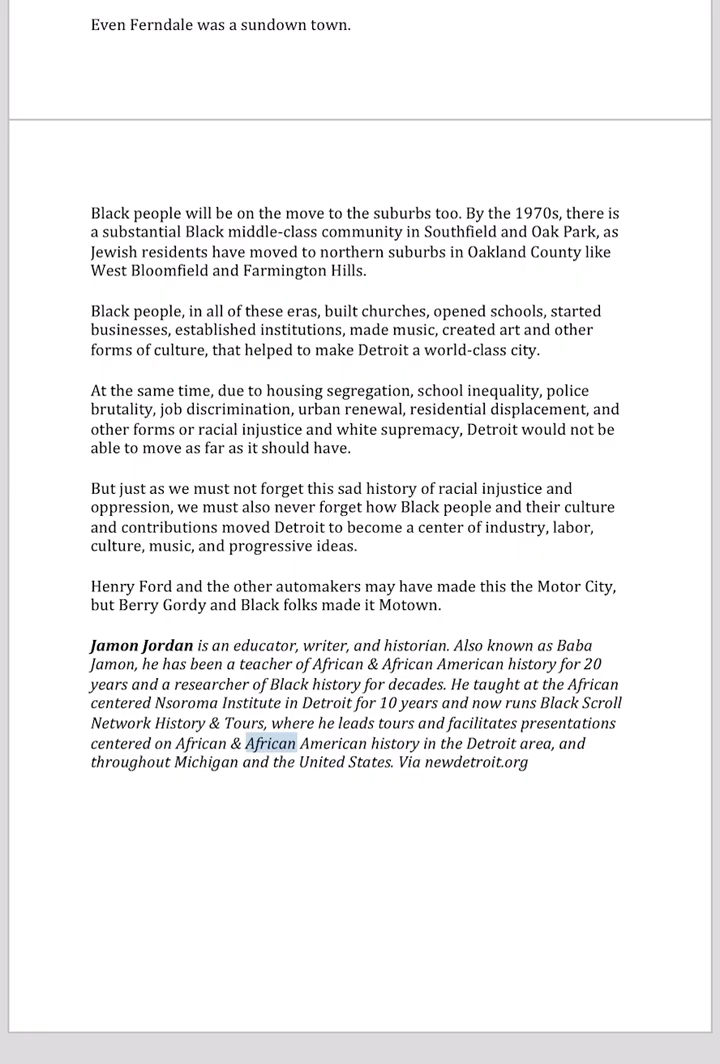 Even Ferndale was a sundown town.
Black people will be on the move to the suburbs too. By the 1970s, there is
a substantial Black middle-class community in Southfield and Oak Park, as
Jewish residents have moved to northern suburbs in Oakland County like
West Bloomfield and Farmington Hills.
Black people, in all of these eras, built churches, opened schools, started
businesses, established institutions, made music, created art and other
forms of culture, that helped to make Detroit a world-class city.
At the same time, due to housing segregation, school inequality, police
brutality, job discrimination, urban renewal, residential displacement, and
other forms or racial injustice and white supremacy, Detroit would not be
able to move as far as it should have.
But just as we must not forget this sad history of racial injustice and
oppression, we must also never forget how Black people and their culture
and contributions moved Detroit to become a center of industry, labor,
culture, music, and progressive ideas.
Henry Ford and the other automakers may have made this the Motor City,
but Berry Gordy and Black folks made it Motown.
Jamon Jordan is an educator, writer, and historian. Also known as Baba
Jamon, he has been a teacher of African & African American history for 20
years and a researcher of Black history for decades. He taught at the African
centered Nsoroma Institute in Detroit for 10 years and now runs Black Scroll
Network History & Tours, where he leads tours and facilitates presentations
centered on African & African American history in the Detroit area, and
throughout Michigan and the United States. Via newdetroit.org